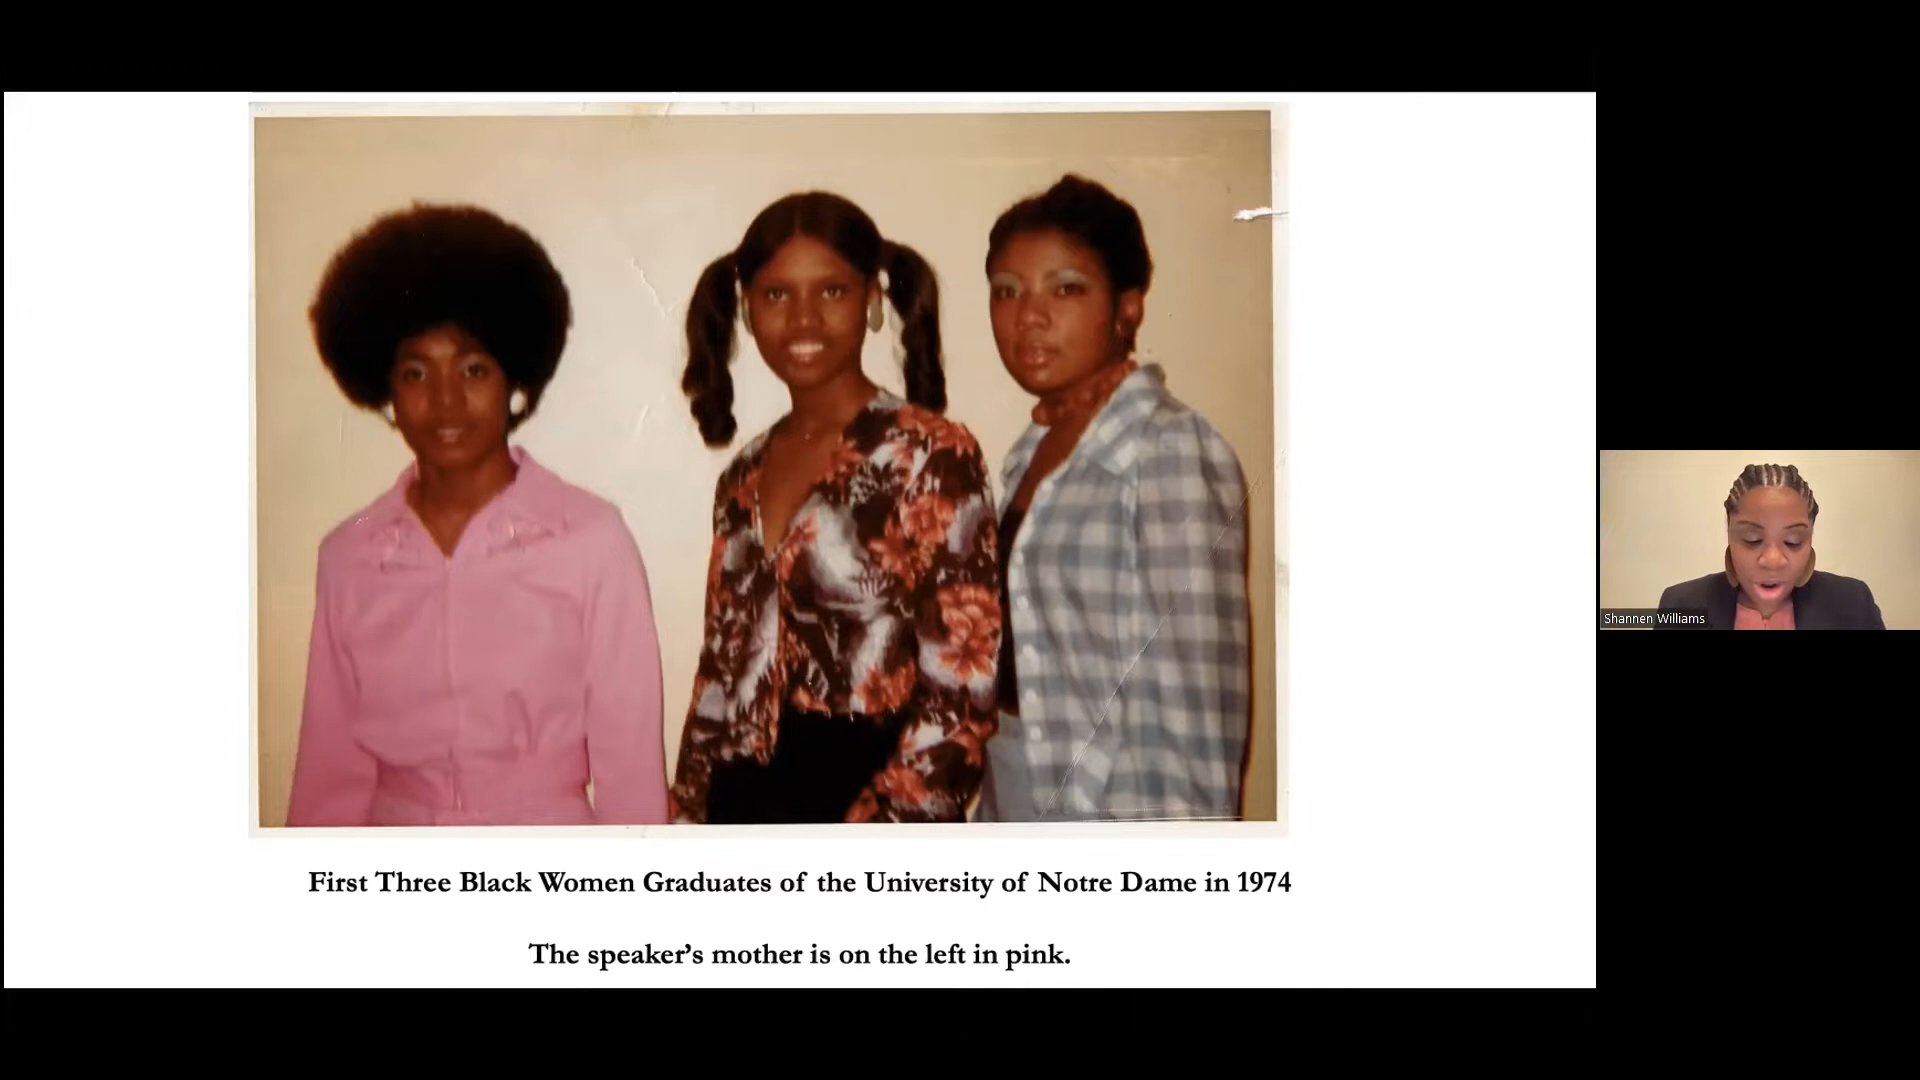 First Three Black Women Graduates of the University of Notre Dame in 1974
The speaker’s mother is on the left in pink.
Shannen Williams